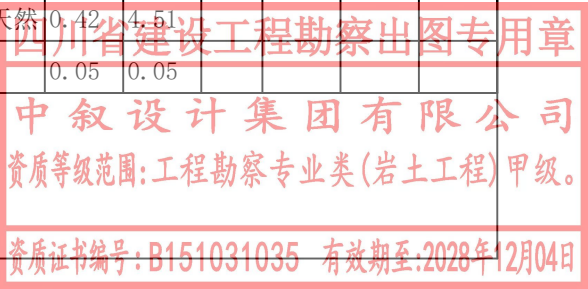 天然 0.42 4.51
四川省建设工程勘察出图专用章
0.05 0.05
中叙设计集团有限公司
资质等级范围:工程勘察专业类(岩土工程)甲级。
资质证书编号:B151031035 有效期至:2028年12月04日